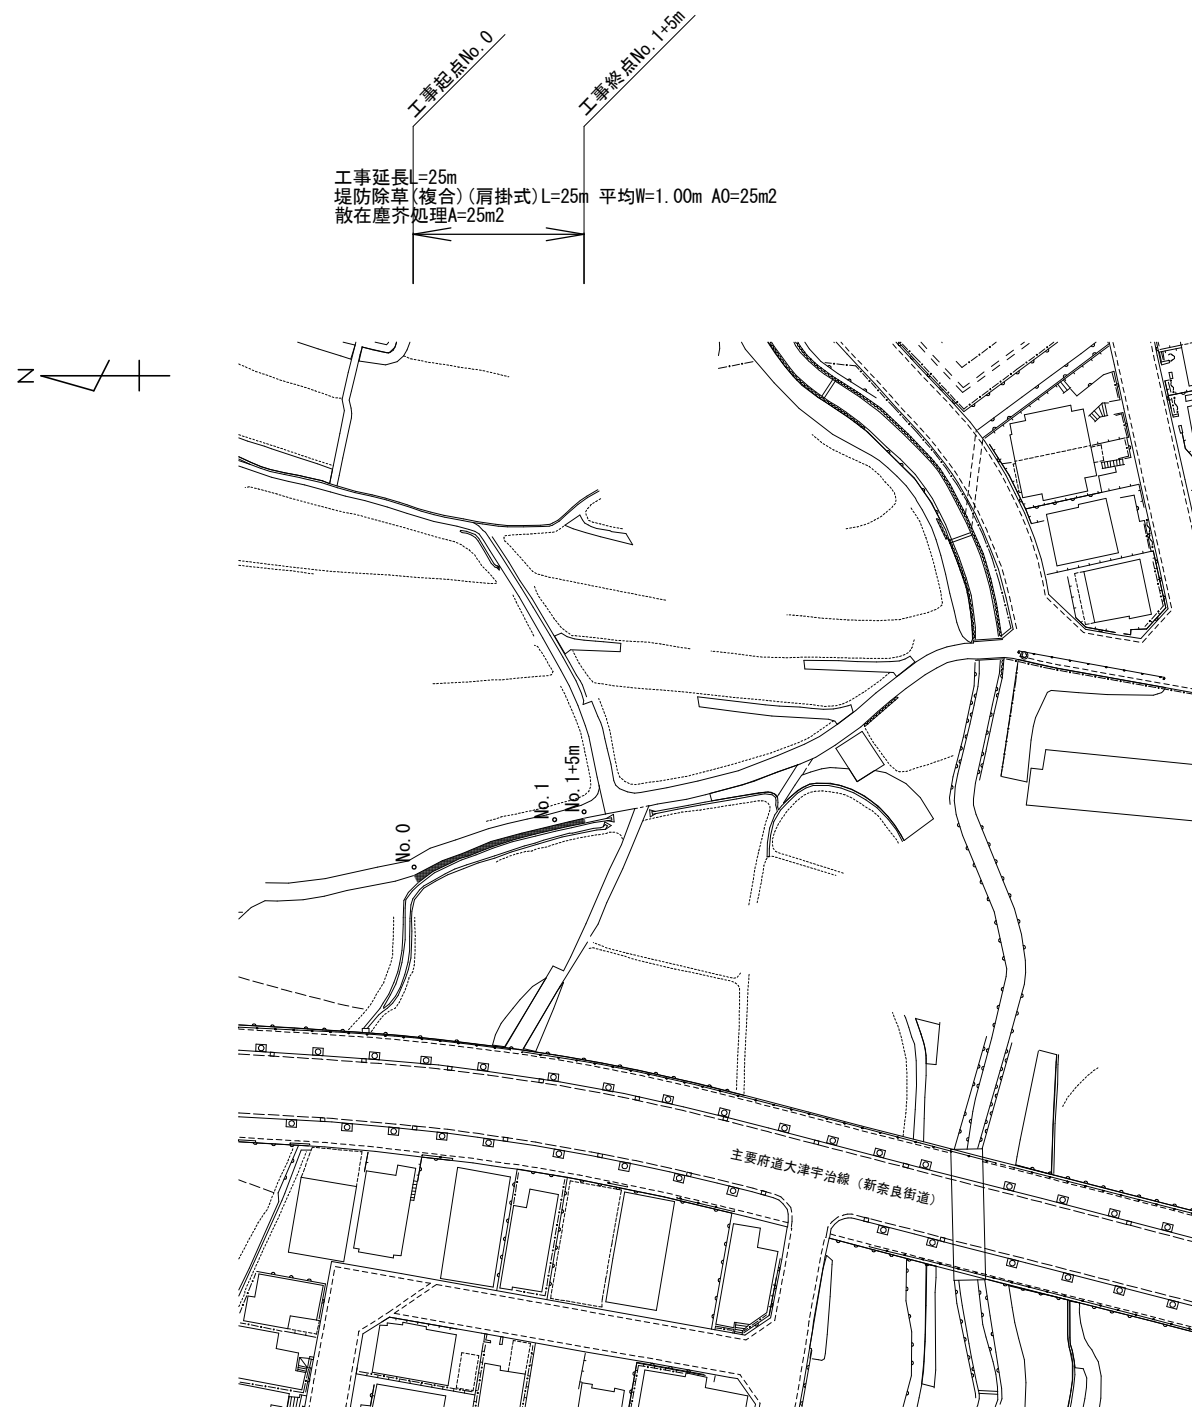 工事起点No.0
工事終点No.1+5m
工事延長L=25m
堤防除草(複合)(肩掛式)L=25m 平均W=1.00m A0=25m2
散在塵芥処理A=25m2
N
No.1+5m
No.1
No.0
主要府道大津宇治線（新奈良街道）